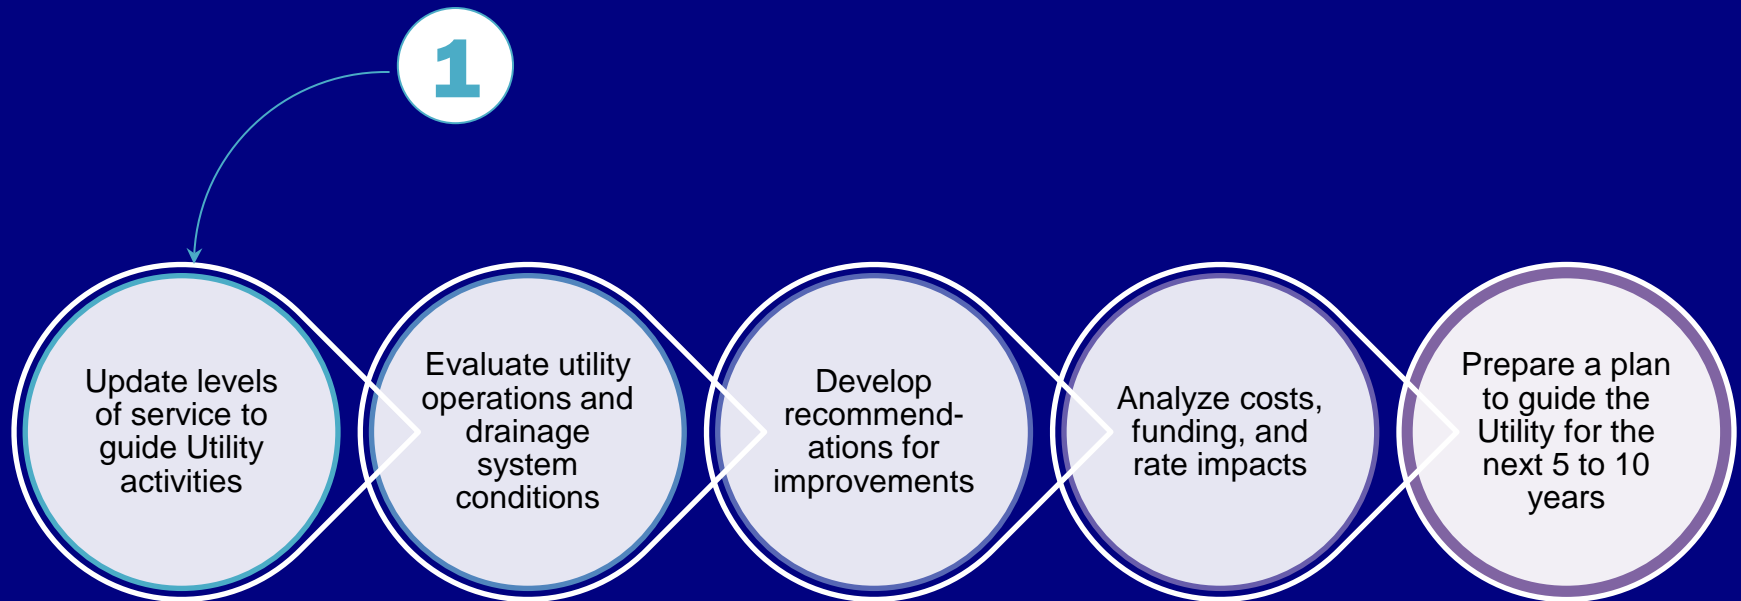 1
Update levels
of service to
guide Utility
activities
Evaluate utility
operations and
drainage
system
conditions
Develop
recommend-
ations for
improvements
Analyze costs,
funding, and
rate impacts
Prepare a plan
to guide the
Utility for the
next 5 to 10
years